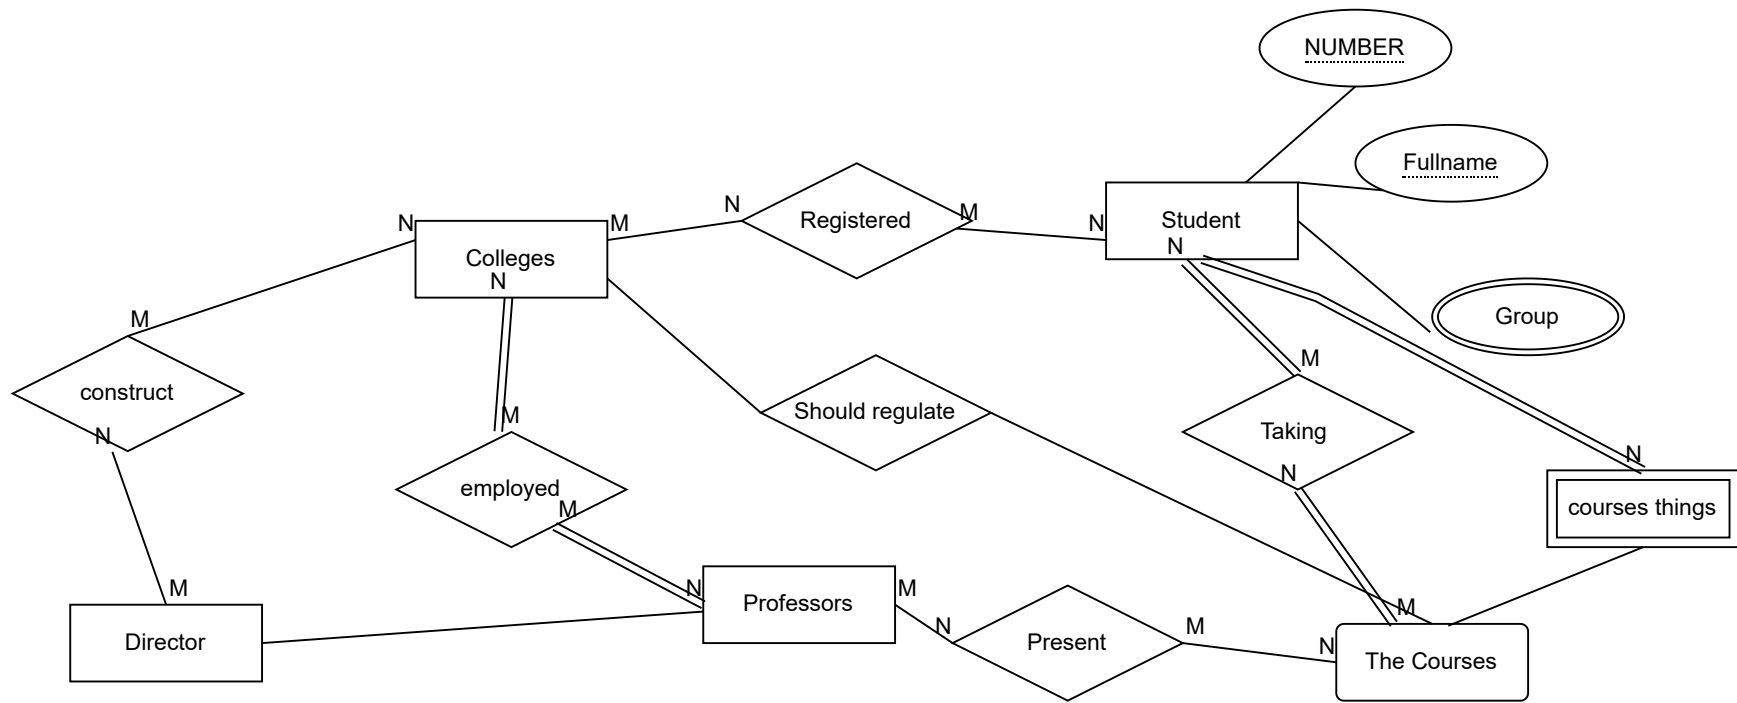 NUMBER
Fullname
N
M
N
Registered
M
N
Student
Colleges
N
N
Group
M
M
construct
M
Should regulate
Taking
N
employed
N
N
courses things
M
M
N
Professors
M
M
Director
N
Present
M
N
The Courses